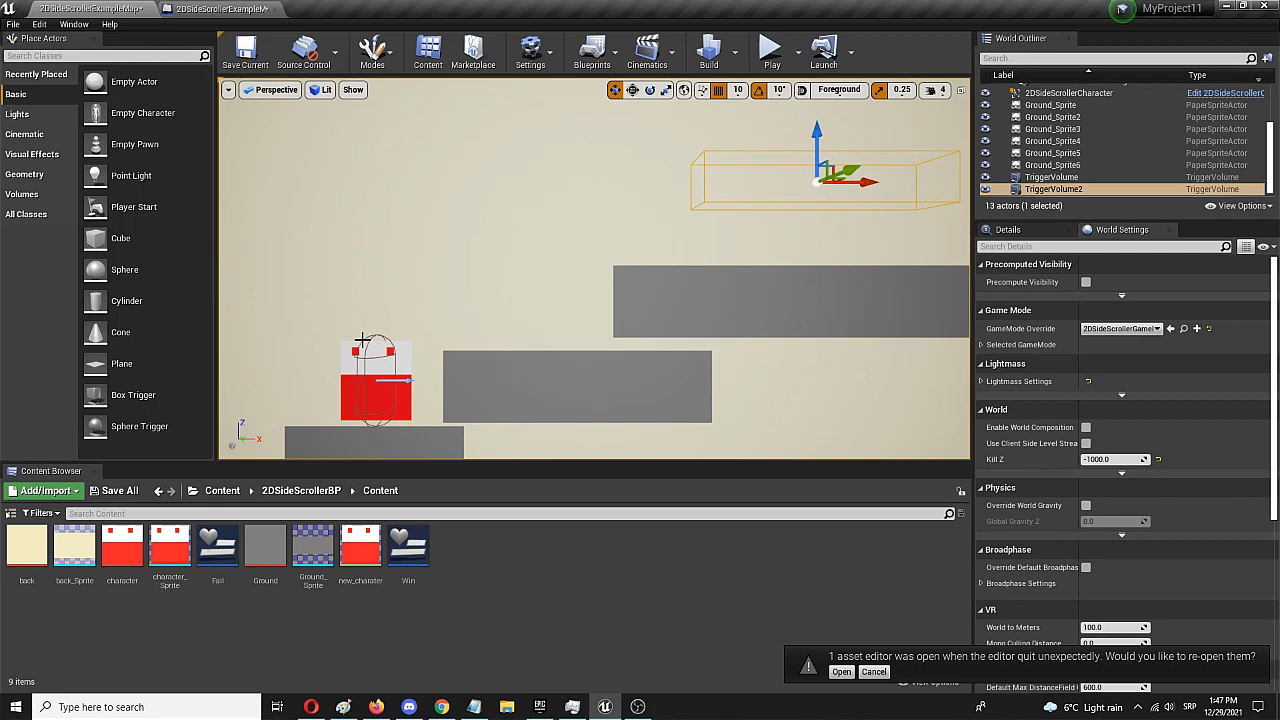 2DSideScrollerExampleMap*
2DSideScrollerExampleM*
MyProject11
File
Edit
Window
Help
Place Actors
Search Classes
Recently Placed
Basic
Lights
Cinematic
Visual Effects
Geometry
Volumes
All Classes
Empty Actor
Empty Character
Empty Pawn
Point Light
Player Start
Cube
Sphere
Cylinder
Cone
Plane
Box Trigger
Sphere Trigger
Save Current
Source Control
Modes
Content
Marketplace
Settings
Blueprints
Cinematics
Build
Play
Launch
Perspective
Lit
Show
10
10°
Foreground
0.25
4
Z
X
World Outliner
Search...
Label
Type
2DSideScrollerCharacter
Edit 2DSideScrollerC
Ground_Sprite
PaperSpriteActor
Ground_Sprite2
PaperSpriteActor
Ground_Sprite3
PaperSpriteActor
Ground_Sprite4
PaperSpriteActor
Ground_Sprite5
PaperSpriteActor
Ground_Sprite6
PaperSpriteActor
TriggerVolume
TriggerVolume
TriggerVolume2
TriggerVolume
13 actors (1 selected)
View Options
Details
World Settings
Search Details
Precomputed Visibility
Precompute Visibility
Game Mode
GameMode Override
2DSideScrollerGameI
Selected GameMode
Lightmass
Lightmass Settings
World
Enable World Composition
Use Client Side Level Strea
Kill Z
-1000.0
Physics
Override World Gravity
Global Gravity Z
0.0
Broadphase
Override Default Broadphas
Broadphase Settings
VR
World to Meters
100.0
Default Max DistanceField
600.0
Content Browser
Add/Import
Save All
Content
2DSideScrollerBP
Content
Filters
Search Content
back
back_Sprite
character
character_
Sprite
Fail
Ground
Ground_
Sprite
new_charater
Win
9 items
1 asset editor was open when the editor quit unexpectedly. Would you like to re-open them?
Open
Cancel
Type here to search
6°C Light rain
SRP
1:47 PM
12/29/2021